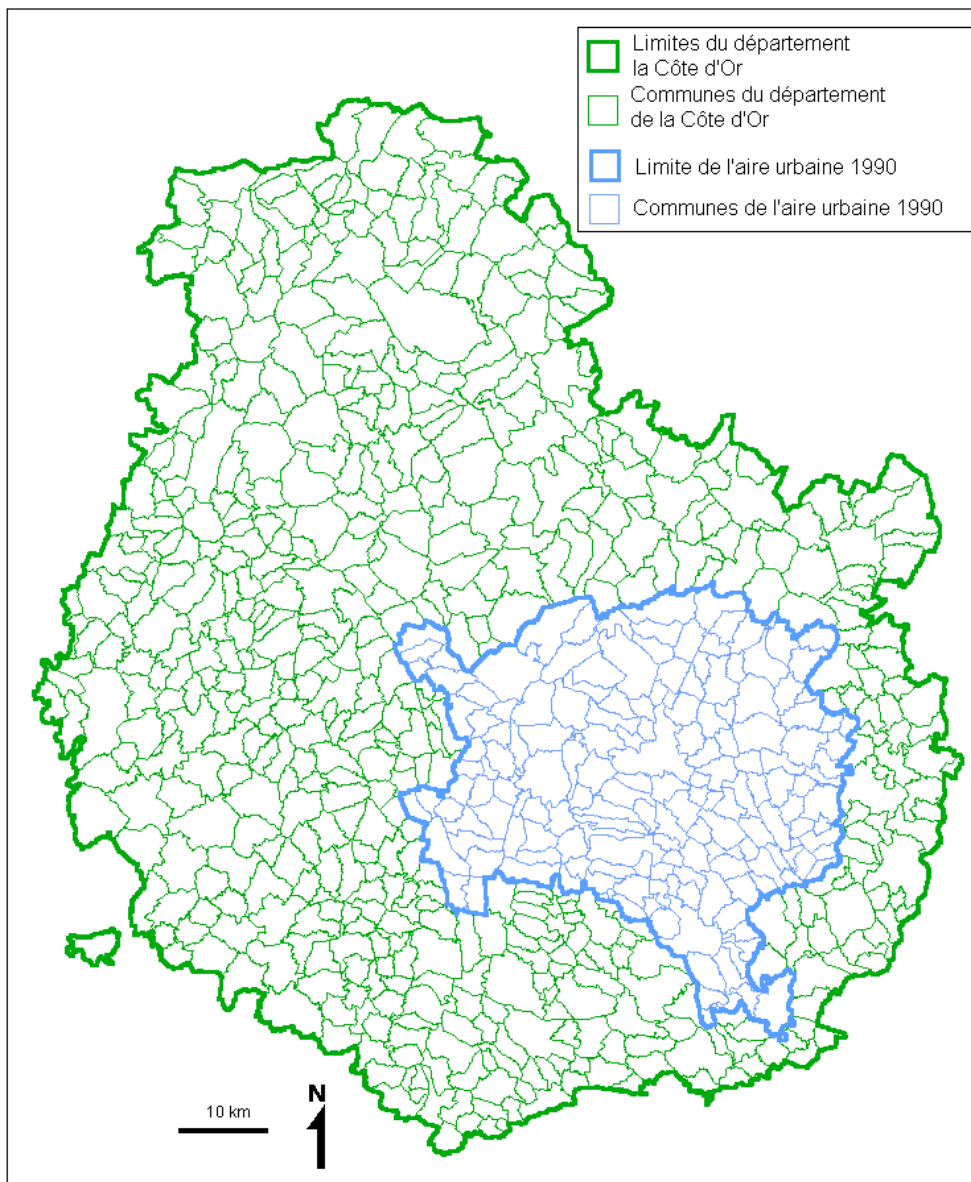 Limites du département
la Côte d'Or
Communes du département
de la Côte d'Or
Limite de l'aire urbaine 1990
Communes de l'aire urbaine 1990
N
10 km